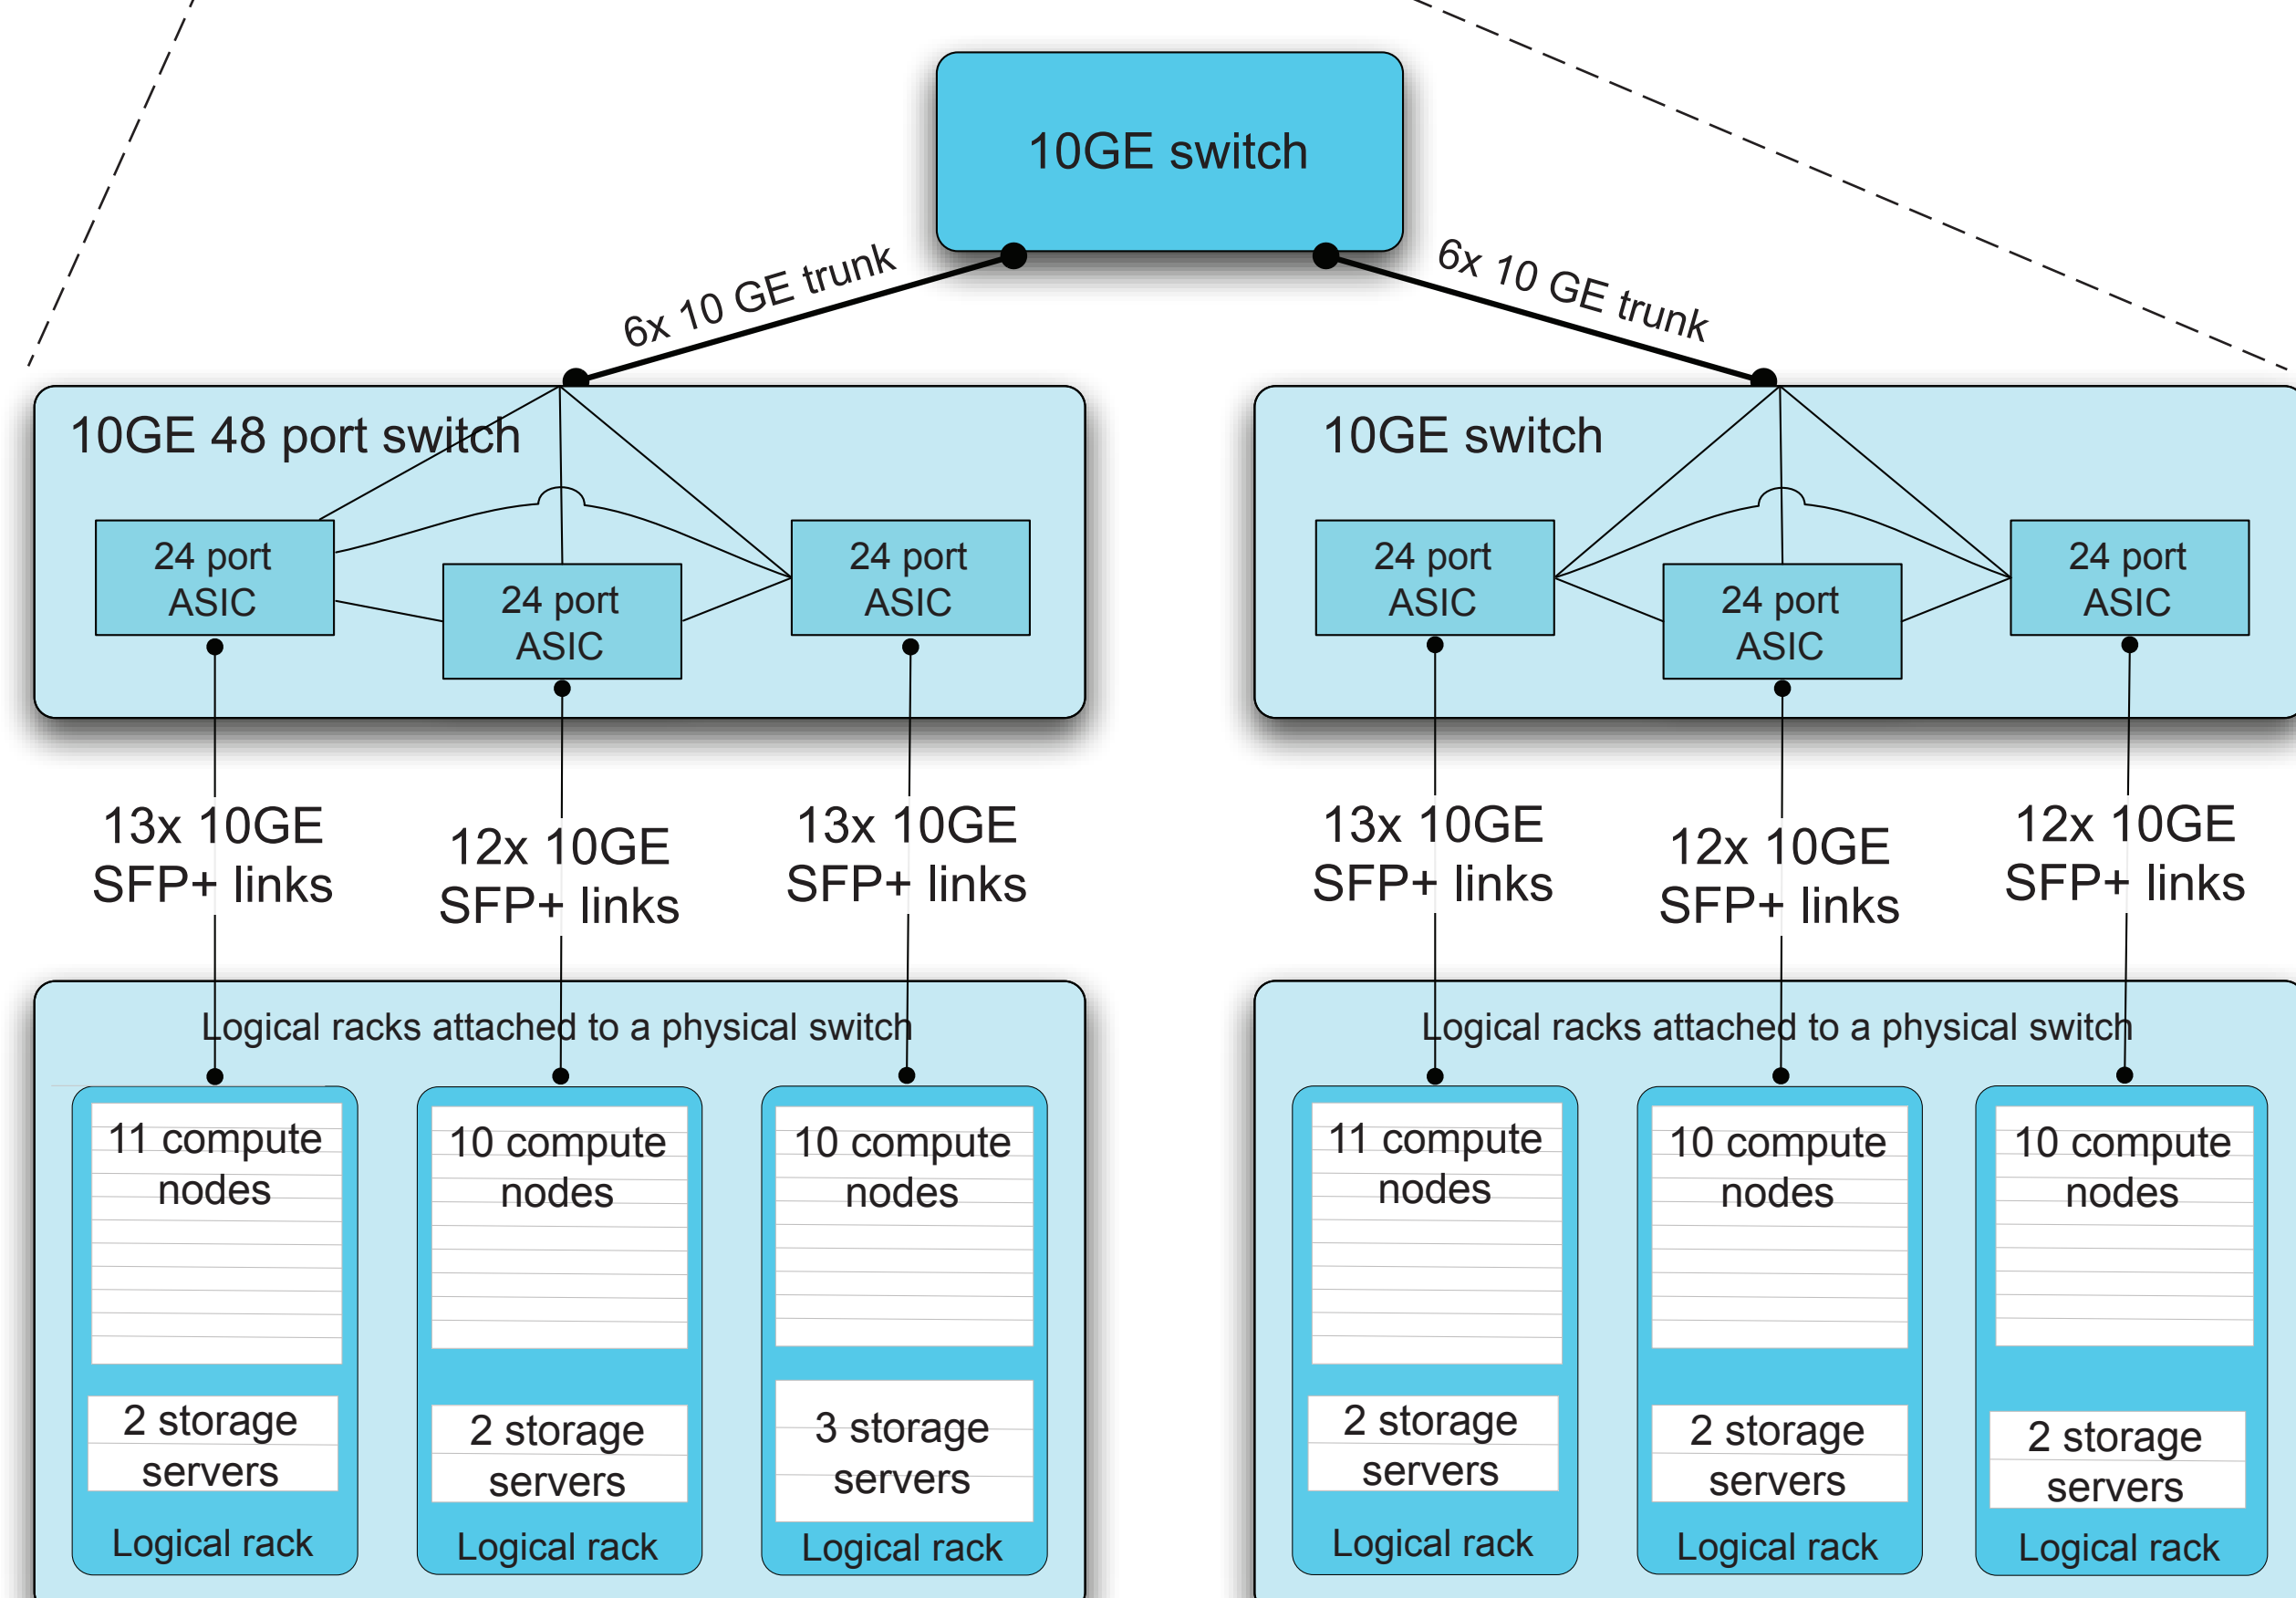 10GE switch
6x 10 GE trunk
6x 10 GE trunk
10GE 48 port switch
24 port
ASIC
24 port
ASIC
24 port
ASIC
10GE switch
24 port
ASIC
24 port
ASIC
24 port
ASIC
13x 10GE
SFP+ links
12x 10GE
SFP+ links
13x 10GE
SFP+ links
13x 10GE
SFP+ links
12x 10GE
SFP+ links
12x 10GE
SFP+ links
Logical racks attached to a physical switch
11 compute
nodes
2 storage
servers
Logical rack
10 compute
nodes
2 storage
servers
Logical rack
10 compute
nodes
3 storage
servers
Logical rack
Logical racks attached to a physical switch
11 compute
nodes
2 storage
servers
Logical rack
10 compute
nodes
2 storage
servers
Logical rack
10 compute
nodes
2 storage
servers
Logical rack